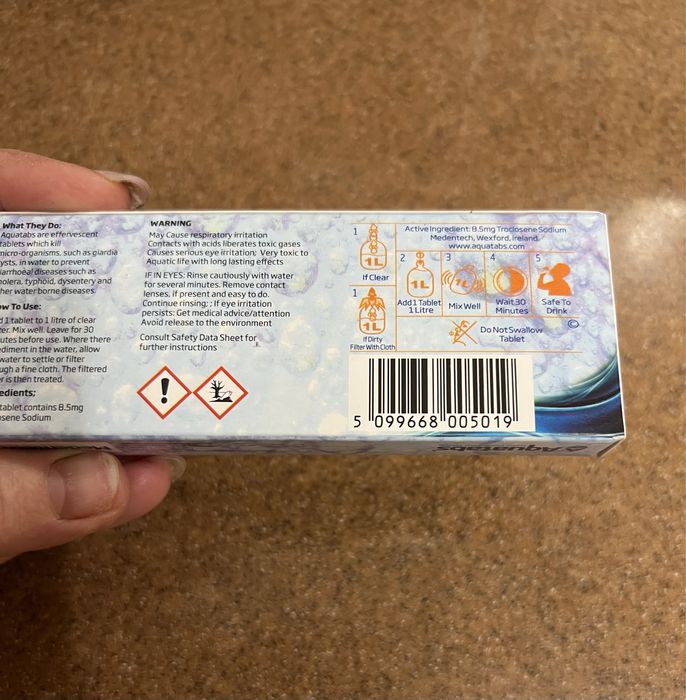 What They Do:
Aquatabs are effervescent
tablets which kill
micro-organisms, such as giardia
ysts, in water to prevent
iarrhoeal diseases such as
holera, typhoid, dysentery and
her water borne diseases.
ow To Use:
d 1 tablet to 1 litre of clear
er. Mix well. Leave for 30
utes before use. Where there
ediment in the water, allow
water to settle or filter
ugh a fine cloth. The filtered
er is then treated.
edients;
tablet contains 8.5mg
osene Sodium
WARNING
May Cause respiratory irritation
Contacts with acids liberates toxic gases
Causes serious eye irritation; Very toxic to
Aquatic life with long lasting effects
IF IN EYES: Rinse cautiously with water
for several minutes. Remove contact
lenses, if present and easy to do.
Continue rinsing; ; If eye irritation
persists: Get medical advice/attention
Avoid release to the environment
Consult Safety Data Sheet for
further instructions
1
1L
If Clear
1
1L
If Dirty
Filter With Cloth
Active Ingredient: 8.5mg Troclosene Sodium
Medentech, Wexford, Ireland.
www.aquatabs.com
2 3 4 5
1L 1L
Add 1 Tablet
1 Litre
Mix Well
Wait 30
Minutes
Safe To
Drink
Do Not Swallow
Tablet
©
5 099668 005019
Aquatabs